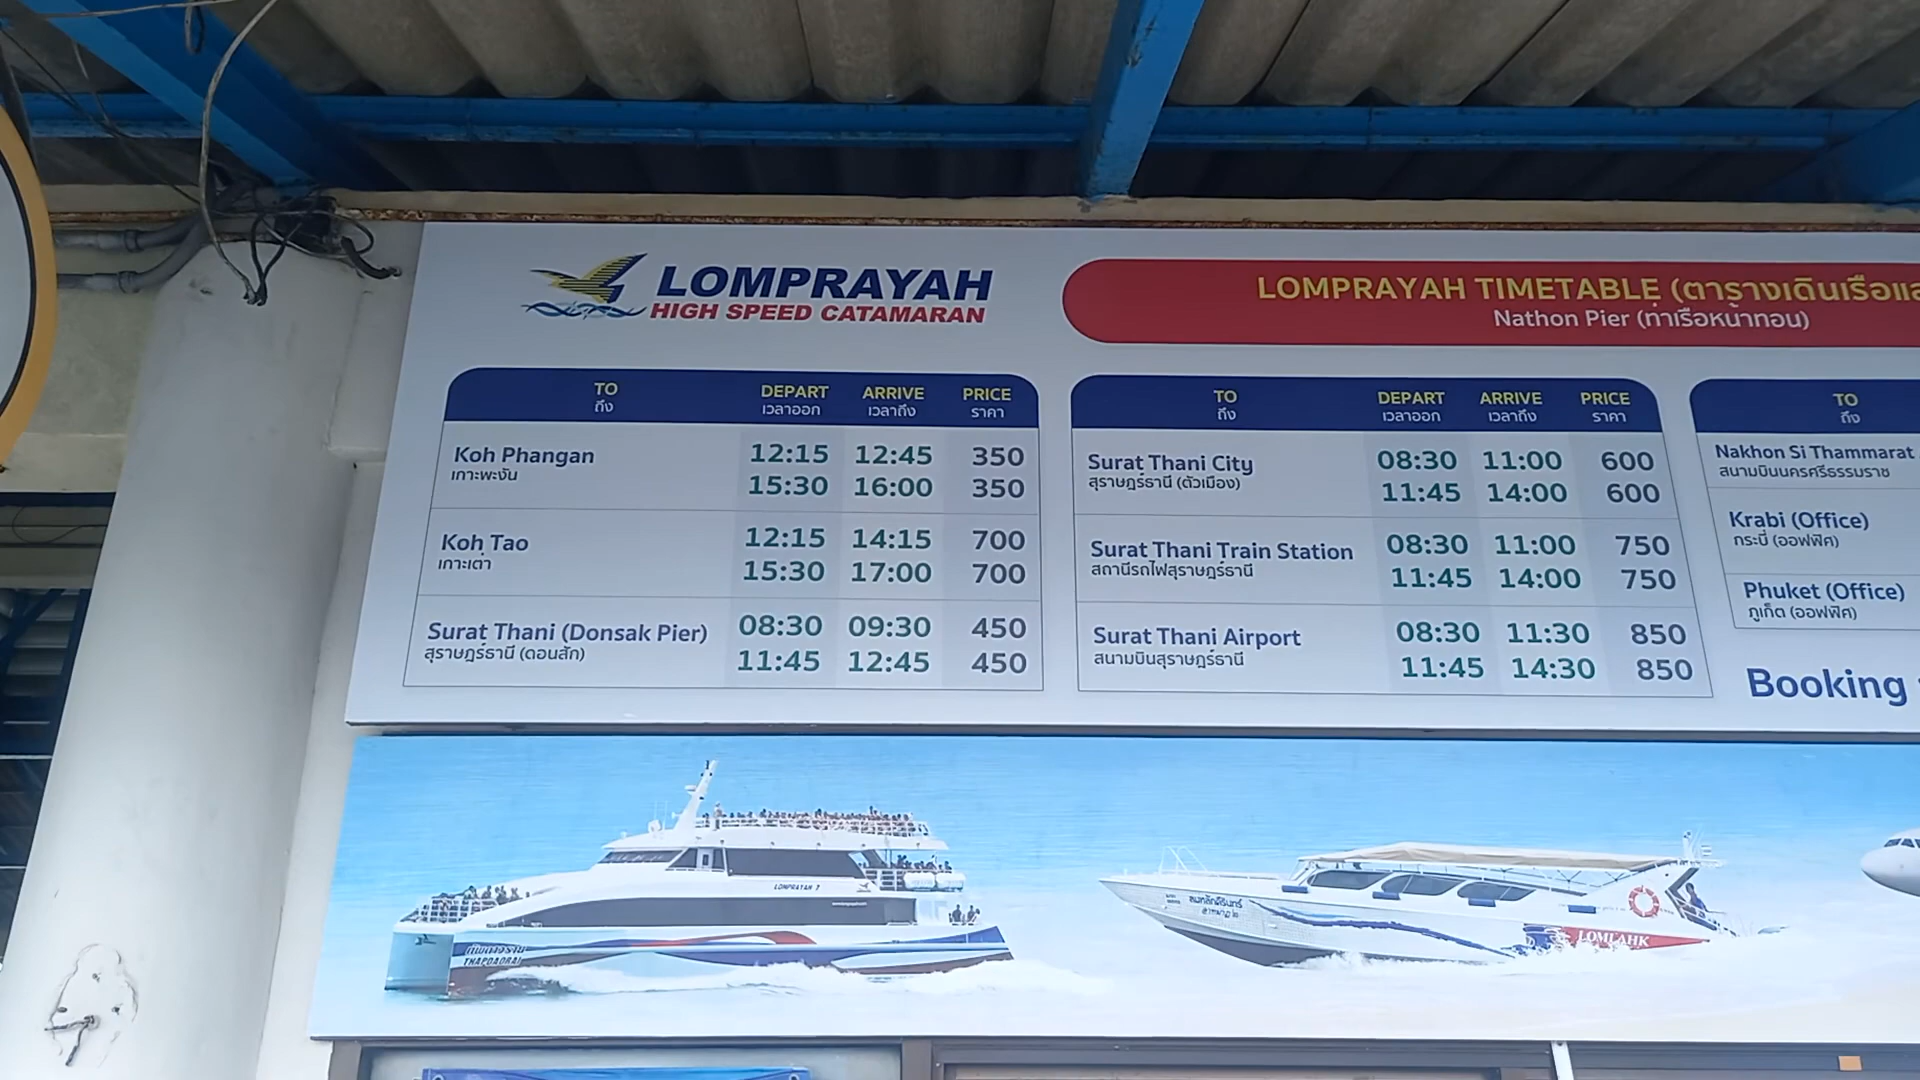 LOMPRAYAH
HIGH SPEED CATAMARAN
LOMPRAYAH TIMETABLE (ตารางเดินเรือแล
Nathon Pier (ท่าเรือหน้าทอน)
TO DEPART ARRIVE PRICE
ถึง เวลาออก เวลาถึง ราคา
Koh Phangan 12:15 12:45 350
เกาะพะงัน 15:30 16:00 350
Koh Tao 12:15 14:15 700
เกาะเต่า 15:30 17:00 700
Surat Thani (Donsak Pier) 08:30 09:30 450
สุราษฎร์ธานี (ดอนสัก) 11:45 12:45 450
TO DEPART ARRIVE PRICE
ถึง เวลาออก เวลาถึง ราคา
Surat Thani City 08:30 11:00 600
สุราษฎร์ธานี (ตัวเมือง) 11:45 14:00 600
Surat Thani Train Station 08:30 11:00 750
สถานีรถไฟสุราษฎร์ธานี 11:45 14:00 750
Surat Thani Airport 08:30 11:30 850
สนามบินสุราษฎร์ธานี 11:45 14:30 850
TO
ถึง
Nakhon Si Thammarat
สนามบินนครศรีธรรมราช
Krabi (Office)
กระบี่ (ออฟฟิศ)
Phuket (Office)
ภูเก็ต (ออฟฟิศ)
Booking
LOMPRAYAH 7
THAPDAORAI